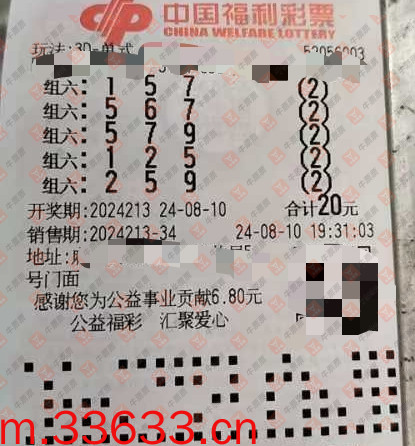 中国福利彩票
CHINA WELFARE LOTTERY
玩法:3D-单式
52056003
组六: 1 5 7 (2)
组六: 5 6 7 (2)
组六: 5 7 9 (2)
组六: 1 2 5 (2)
组六: 2 5 9 (2)
开奖期:2024213 24-08-10 合计20元
销售期:2024213-34 24-08-10 19:31:03
地址:
号门面
感谢您为公益事业贡献6.80元
公益福彩 汇聚爱心
m.33633.cn